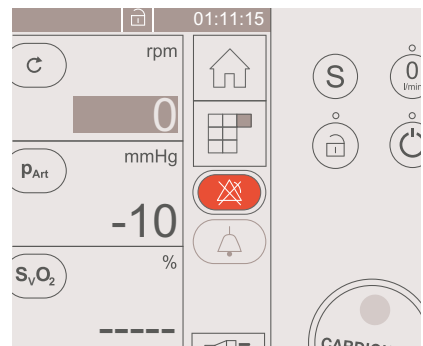 01:11:15
rpm
0
pArt
mmHg
-10
SvO2
%
-----
S
0
l/min